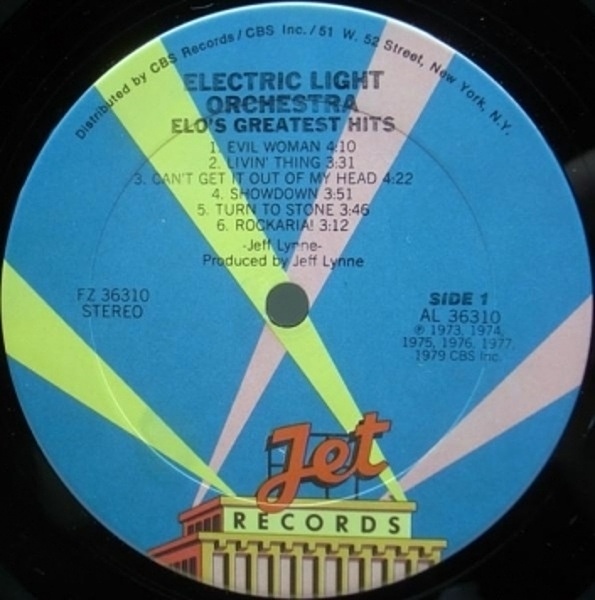 Distributed by CBS Records/CBS Inc./51 W. 52 Street, New York, N.Y.
ELECTRIC LIGHT
ORCHESTRA
ELO'S GREATEST HITS
1. EVIL WOMAN 4:10
2. LIVIN' THING 3:31
3. CAN'T GET IT OUT OF MY HEAD 4:22
4. SHOWDOWN 3:51
5. TURN TO STONE 3:46
6. ROCKARIA! 3:12
-Jeff Lynne-
Produced by Jeff Lynne
FZ 36310
STEREO
SIDE 1
AL 36310
℗ 1973, 1974,
1975, 1976, 1977,
1979 CBS Inc.
Jet
RECORDS